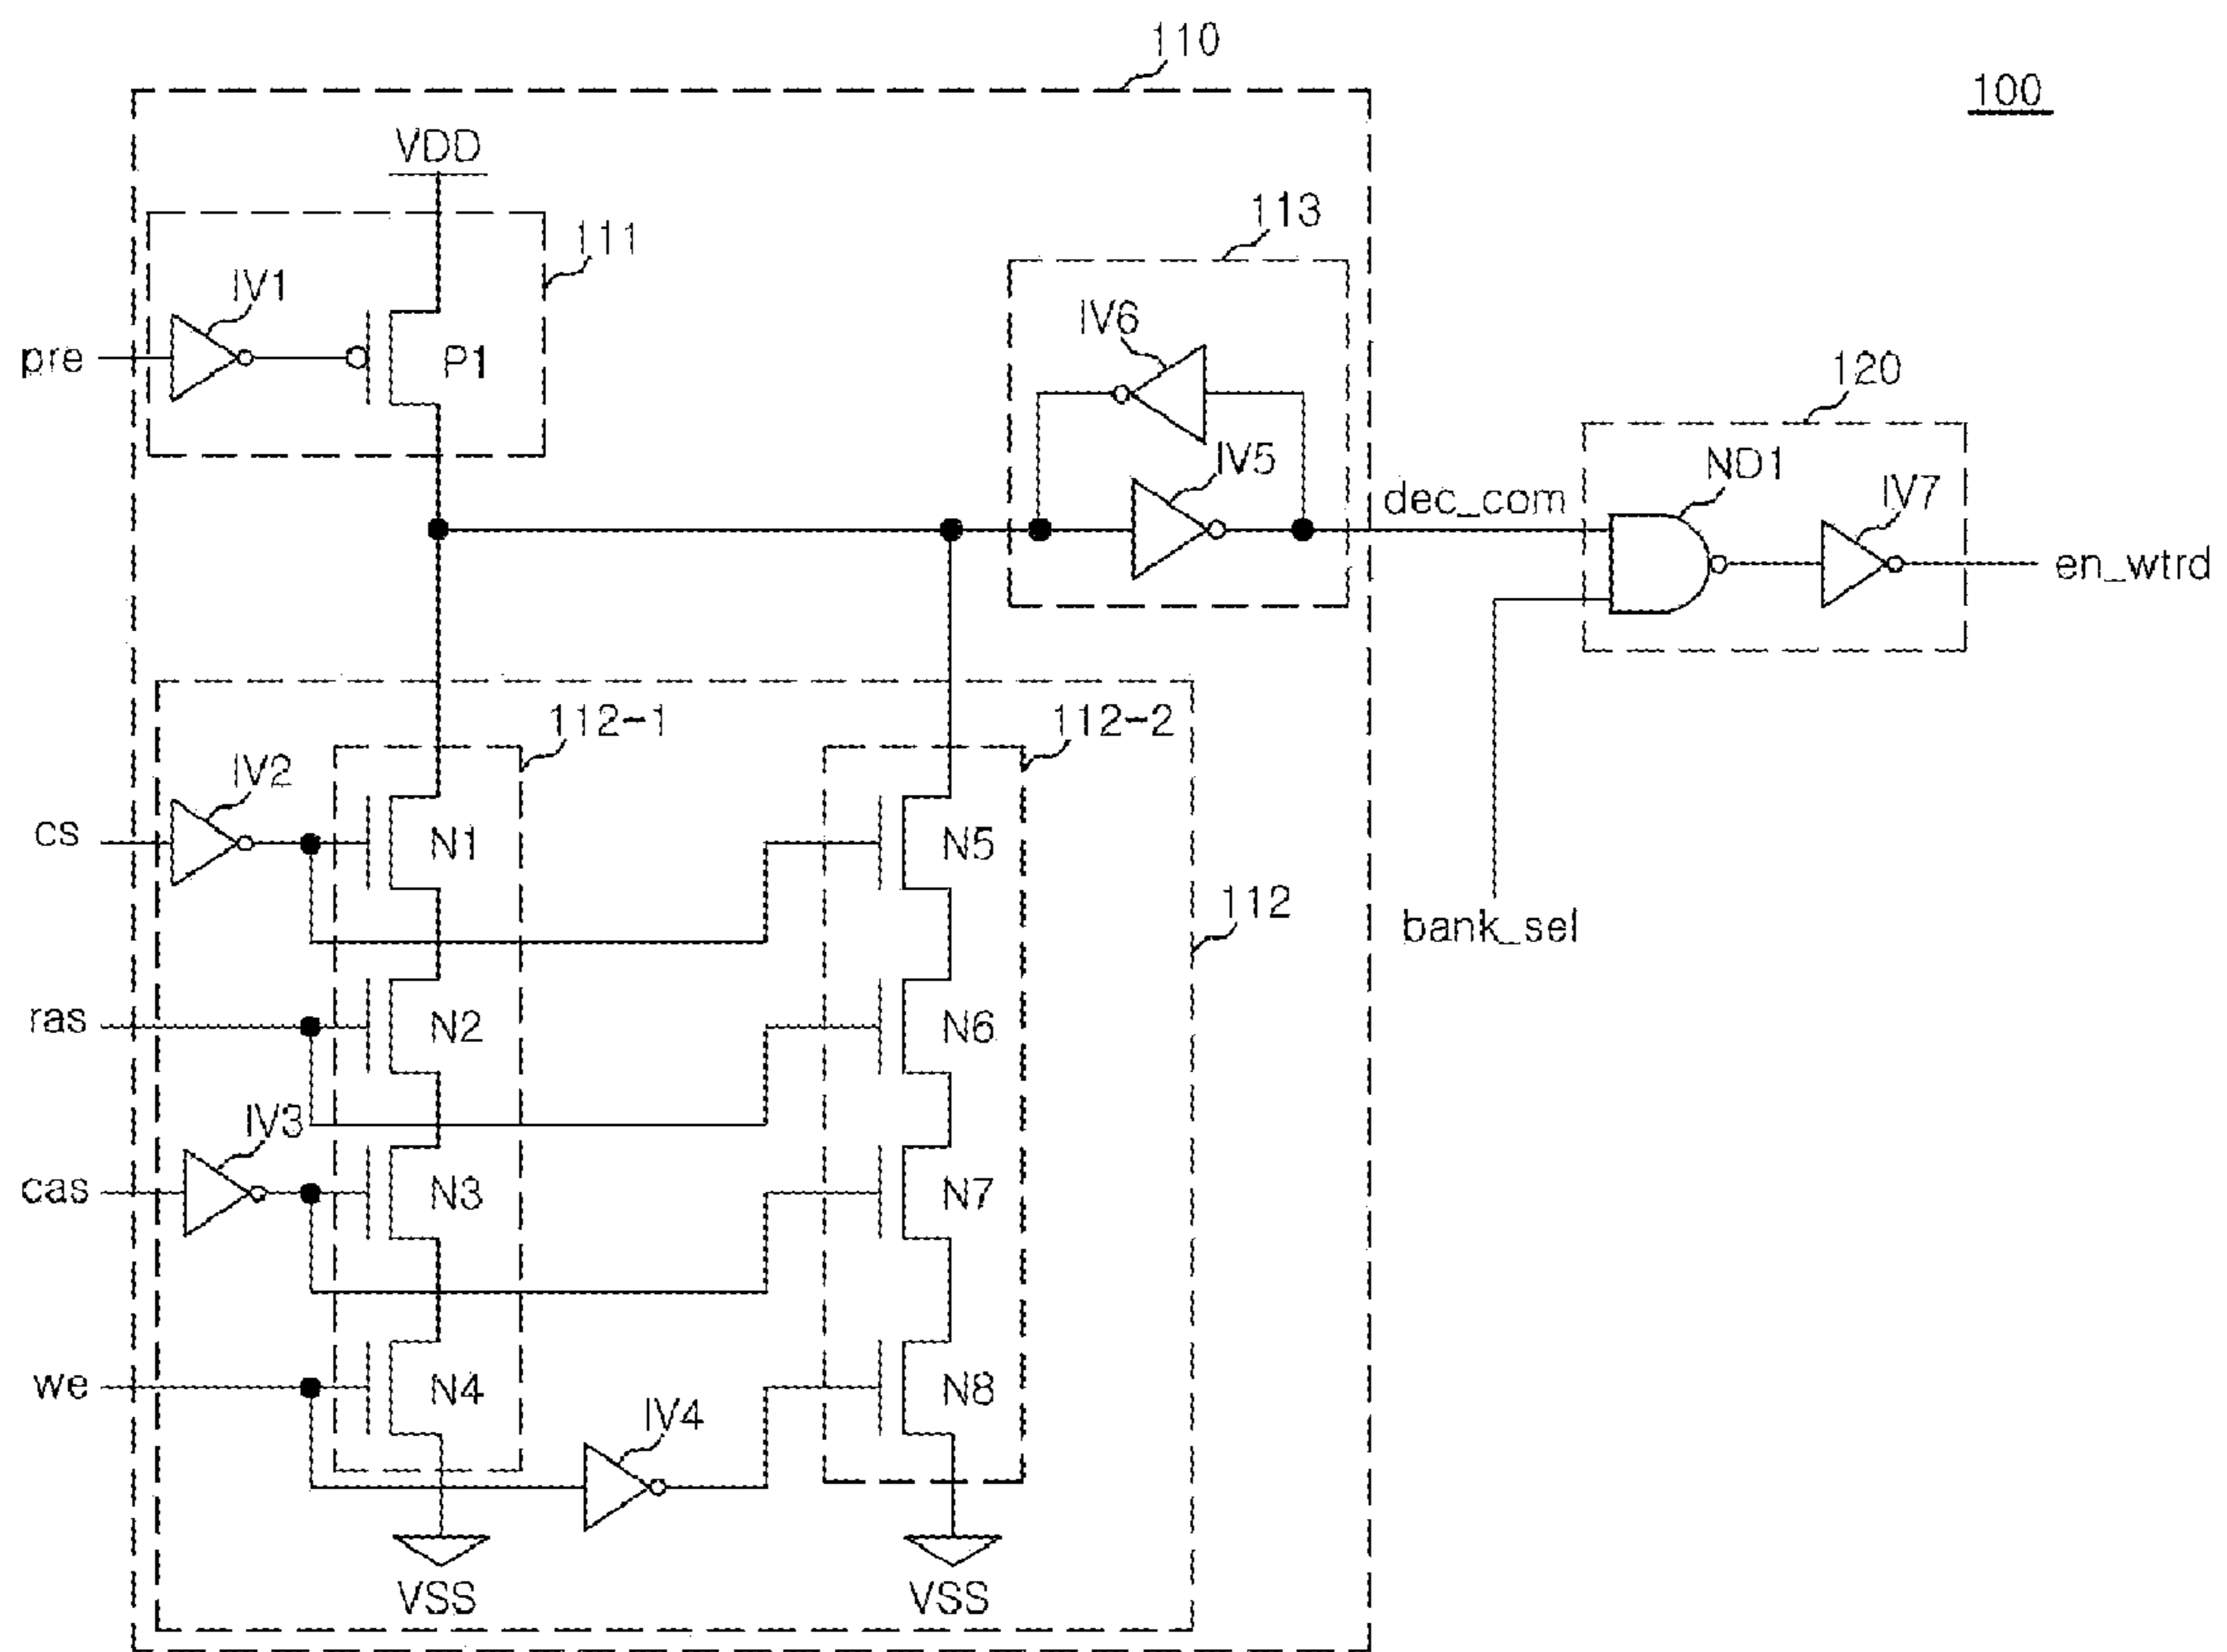 110
100
VDD
111
113
IV1
IV6
pre
P1
120
IV5
ND1
IV7
dec_com
en_wtrd
112-1
112-2
IV2
cs
N1
N5
112
bank_sel
ras
N2
N6
IV3
cas
N3
N7
we
N4
N8
IV4
VSS
VSS